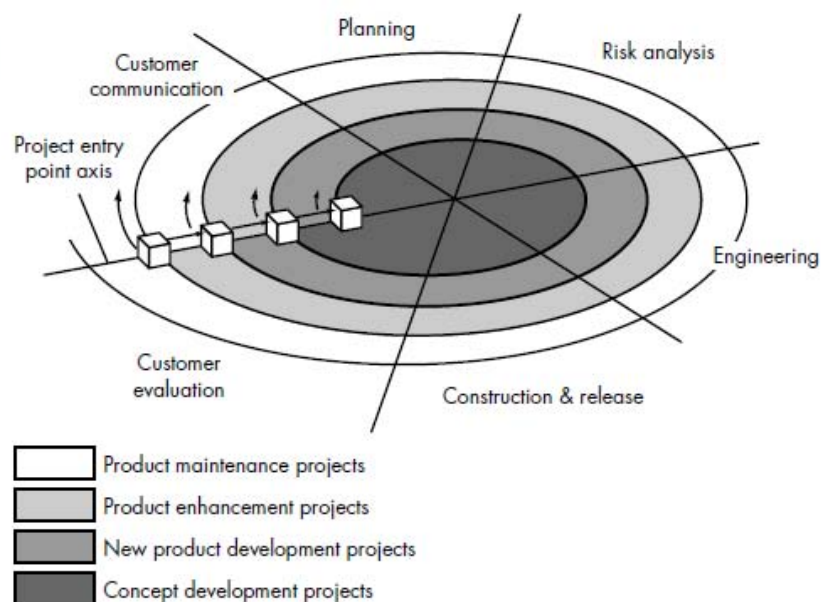 Planning
Risk analysis
Customer
communication
Project entry
point axis
Engineering
Customer
evaluation
Construction & release
Product maintenance projects
Product enhancement projects
New product development projects
Concept development projects